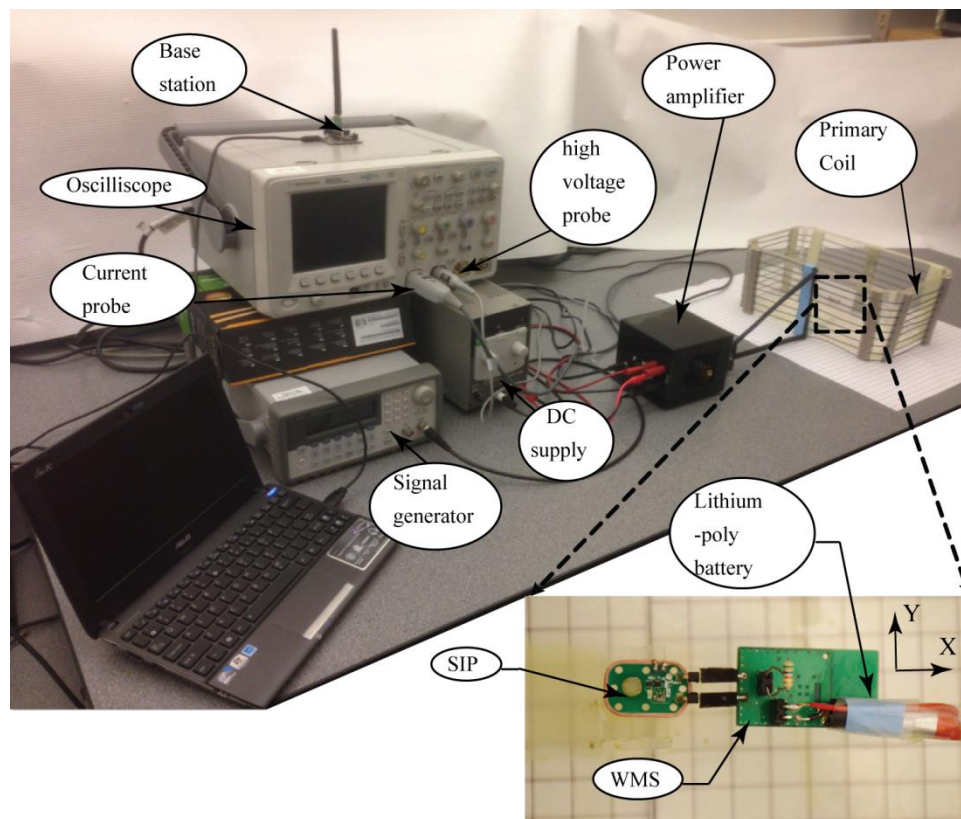 Base
station
Power
amplifier
Primary
Coil
high
voltage
probe
Oscilliscope
Current
probe
DC
supply
Signal
generator
Lithium
-poly
battery
Y
X
SIP
WMS
ASUS